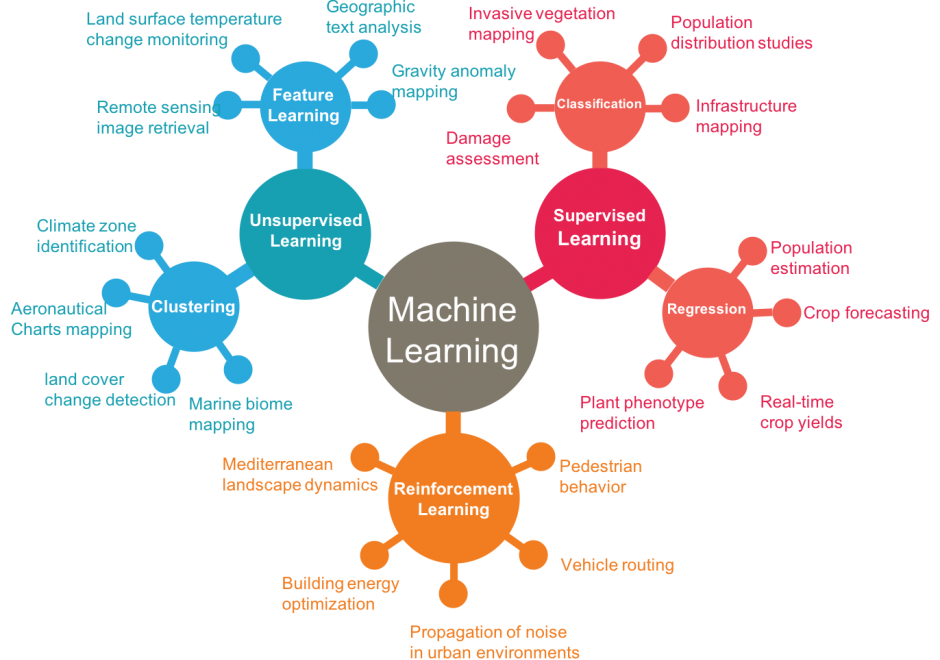 Land surface temperature
change monitoring
Geographic
text analysis
Gravity anomaly
mapping
Remote sensing
image retrieval
Feature
Learning
Unsupervised
Learning
Climate zone
identification
Aeronautical
Charts mapping
land cover
change detection
Marine biome
mapping
Clustering
Invasive vegetation
mapping
Population
distribution studies
Infrastructure
mapping
Damage
assessment
Classification
Supervised
Learning
Population
estimation
Crop forecasting
Real-time
crop yields
Plant phenotype
prediction
Regression
Machine
Learning
Mediterranean
landscape dynamics
Reinforcement
Learning
Pedestrian
behavior
Vehicle routing
Building energy
optimization
Propagation of noise
in urban environments